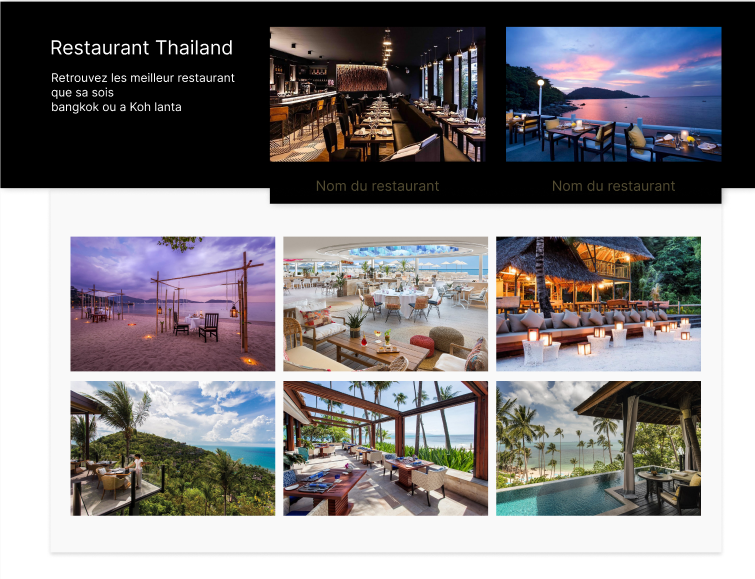 Restaurant Thailand
Retrouvez les meilleur restaurant
que sa sois
bangkok ou a Koh lanta
Nom du restaurant
Nom du restaurant